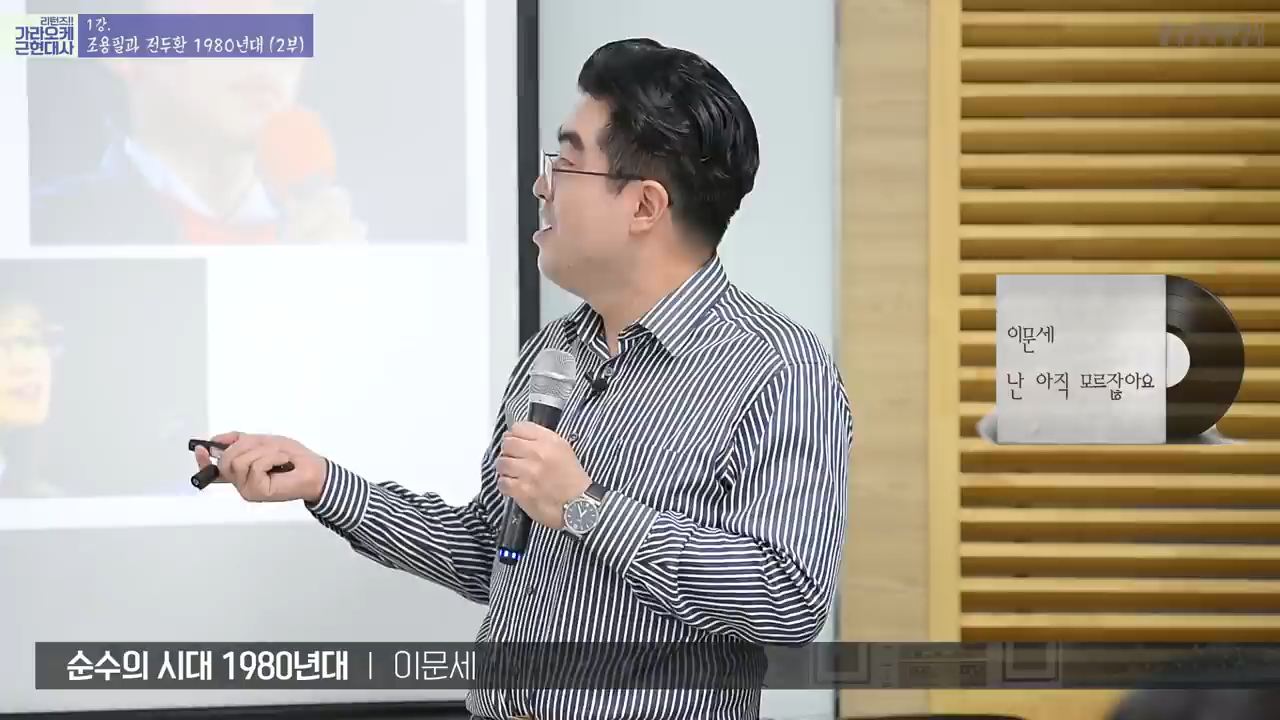 리턴즈!!
가라오케
근현대사
1강.
조용필과 전두환 1980년대 (2부)
이문세
난 아직 모르잖아요
순수의 시대 1980년대 | 이문세